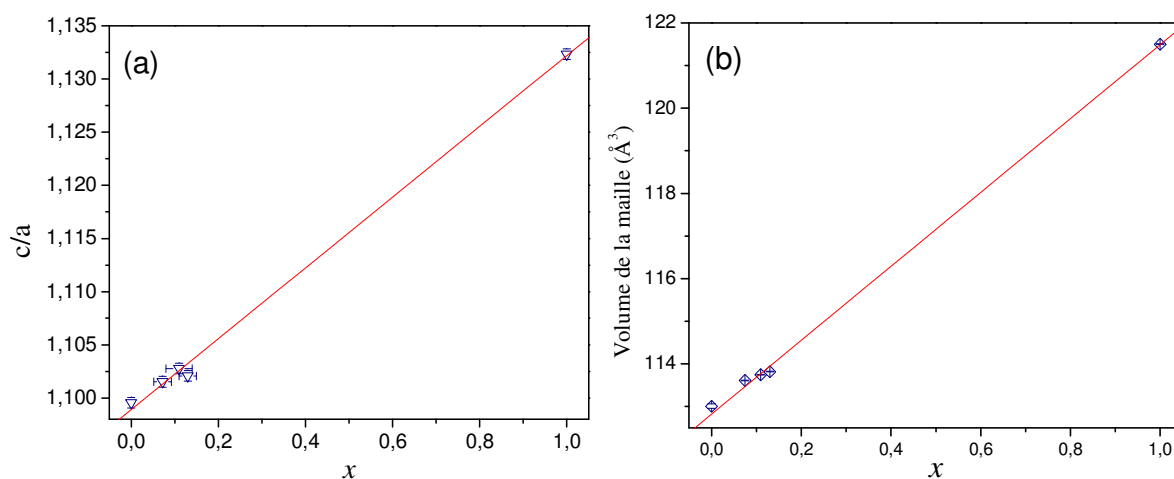 (a)
c/a
1,135
1,130
1,125
1,120
1,115
1,110
1,105
1,100
0,0 0,2 0,4 0,6 0,8 1,0
x
(b)
Volume de la maille (Å³)
122
120
118
116
114
0,0 0,2 0,4 0,6 0,8 1,0
x